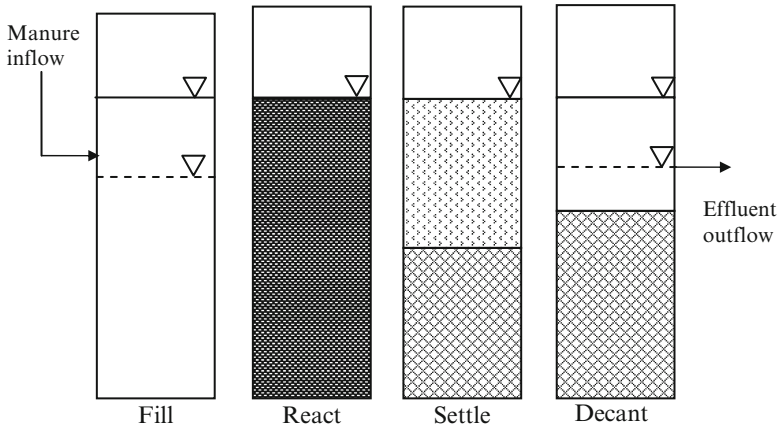 Manure
inflow
Effluent
outflow
Fill
React
Settle
Decant